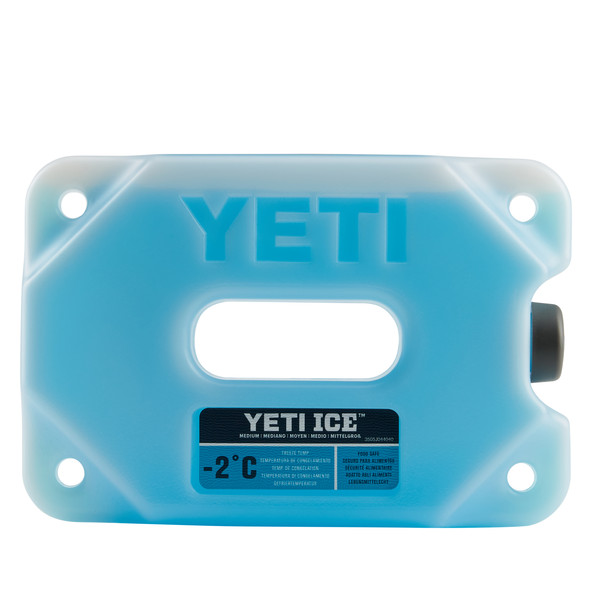 YETI
YETI ICE™
MEDIUM | MEDIANO | MOYEN | MEDIO | MITTELGROß
-2°C
FREEZE TEMP
TEMPERATURA DE CONGELAMIENTO
TEMP DE CONGELATION
TEMPERATURA DI CONGELAMENTO
GEFRIERTEMPERATUR
FOOD SAFE
SEGURO PARA ALIMENTOS
SÉCURITÉ ALIMENTAIRE
ADATTO AGLI ALIMENTI
LEBENSMITTELECHT